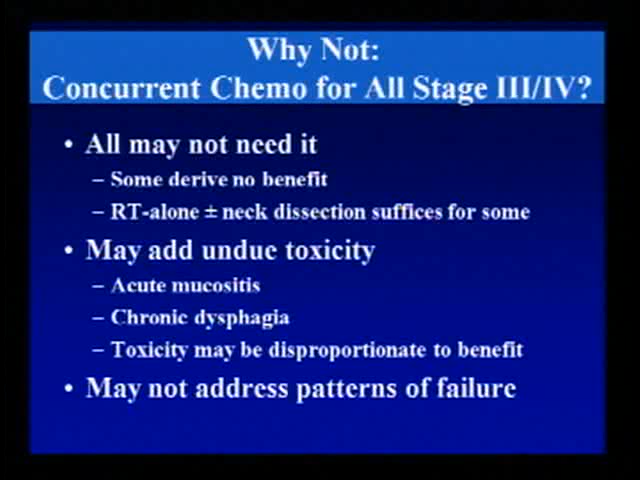 Why Not:
Concurrent Chemo for All Stage III/IV?
• All may not need it
– Some derive no benefit
– RT-alone ± neck dissection suffices for some
• May add undue toxicity
– Acute mucositis
– Chronic dysphagia
– Toxicity may be disproportionate to benefit
• May not address patterns of failure